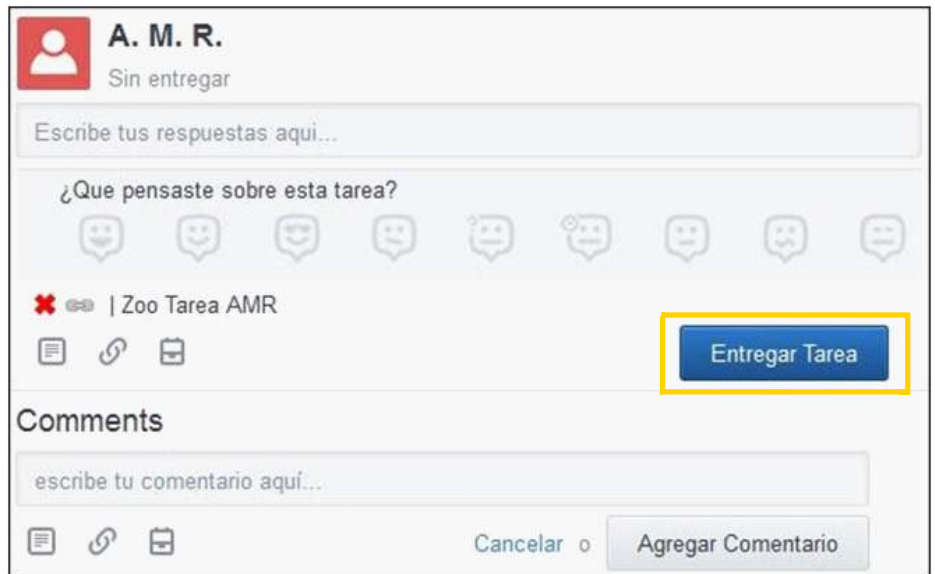 A. M. R.
Sin entregar
Escribe tus respuestas aqui...
¿Que pensaste sobre esta tarea?
| Zoo Tarea AMR
Entregar Tarea
Comments
escribe tu comentario aquí...
Cancelar o Agregar Comentario